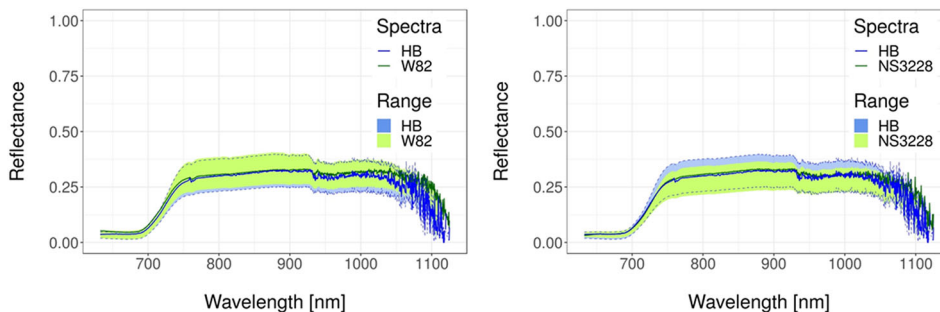 1.00
0.75
0.50
0.25
0.00
Reflectance
700
800
900
1000
1100
Wavelength [nm]
Spectra
HB
W82
Range
HB
W82
1.00
0.75
0.50
0.25
0.00
Reflectance
700
800
900
1000
1100
Wavelength [nm]
Spectra
HB
NS3228
Range
HB
NS3228